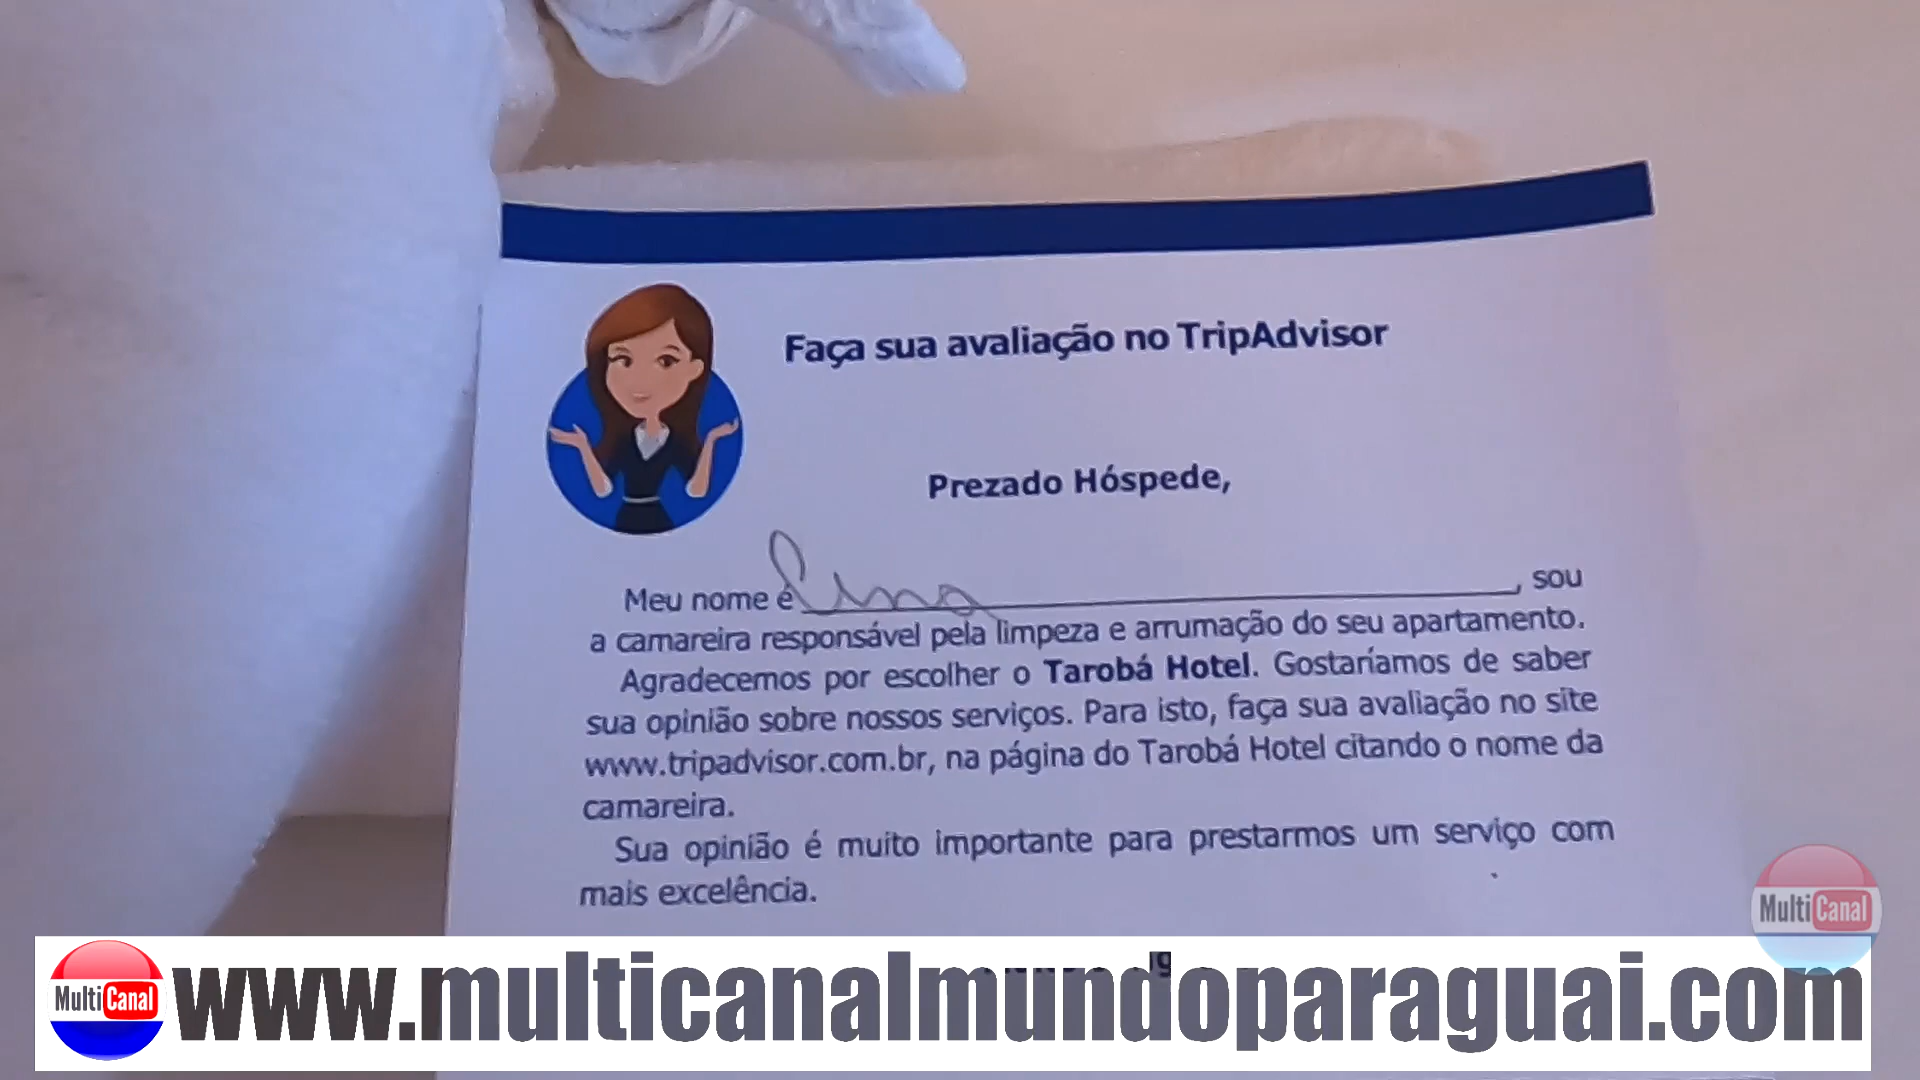 Faça sua avaliação no TripAdvisor
Prezado Hóspede,
Meu nome é , sou
a camareira responsável pela limpeza e arrumação do seu apartamento.
Agradecemos por escolher o Tarobá Hotel. Gostaríamos de saber
sua opinião sobre nossos serviços. Para isto, faça sua avaliação no site
www.tripadvisor.com.br, na página do Tarobá Hotel citando o nome da
camareira.
Sua opinião é muito importante para prestarmos um serviço com
mais excelência.
MultiCanal
MultiCanal www.multicanalmundoparaguai.com